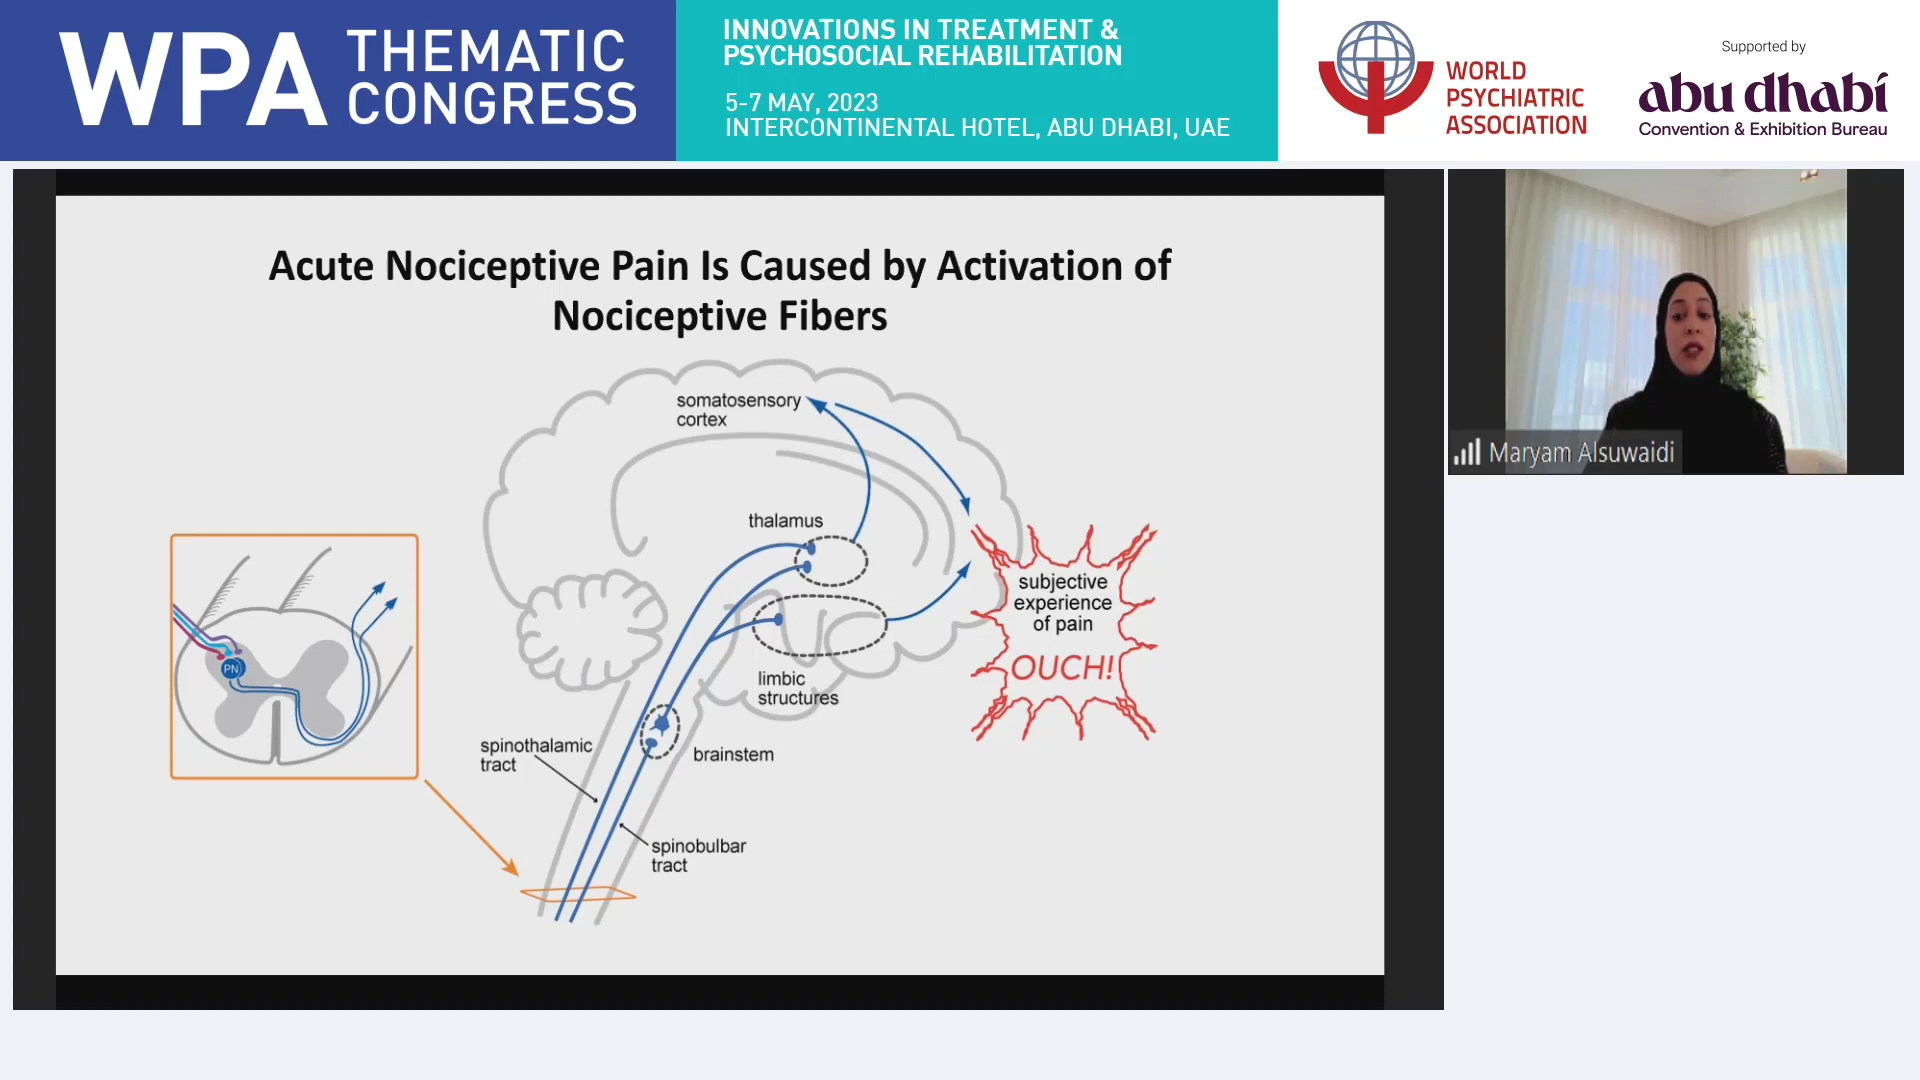 WPA THEMATIC
CONGRESS
INNOVATIONS IN TREATMENT &
PSYCHOSOCIAL REHABILITATION
5-7 MAY, 2023
INTERCONTINENTAL HOTEL, ABU DHABI, UAE
WORLD
PSYCHIATRIC
ASSOCIATION
Supported by
abu dhabi
Convention & Exhibition Bureau
Acute Nociceptive Pain Is Caused by Activation of
Nociceptive Fibers
somatosensory
cortex
thalamus
subjective
experience
of pain
OUCH!
PN
limbic
structures
spinothalamic
tract
brainstem
spinobulbar
tract
Maryam Alsuwaidi